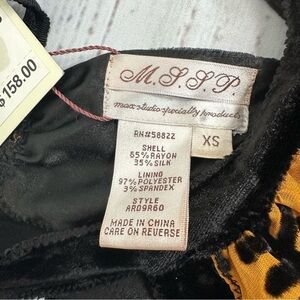 $158.00
M.S.S.P.
max studio specialty products
XS
RN#58822
SHELL
65%RAYON
35%SILK
LINING
97%POLYESTER
3%SPANDEX
STYLE
ARD9R60
MADE IN CHINA
CARE ON REVERSE